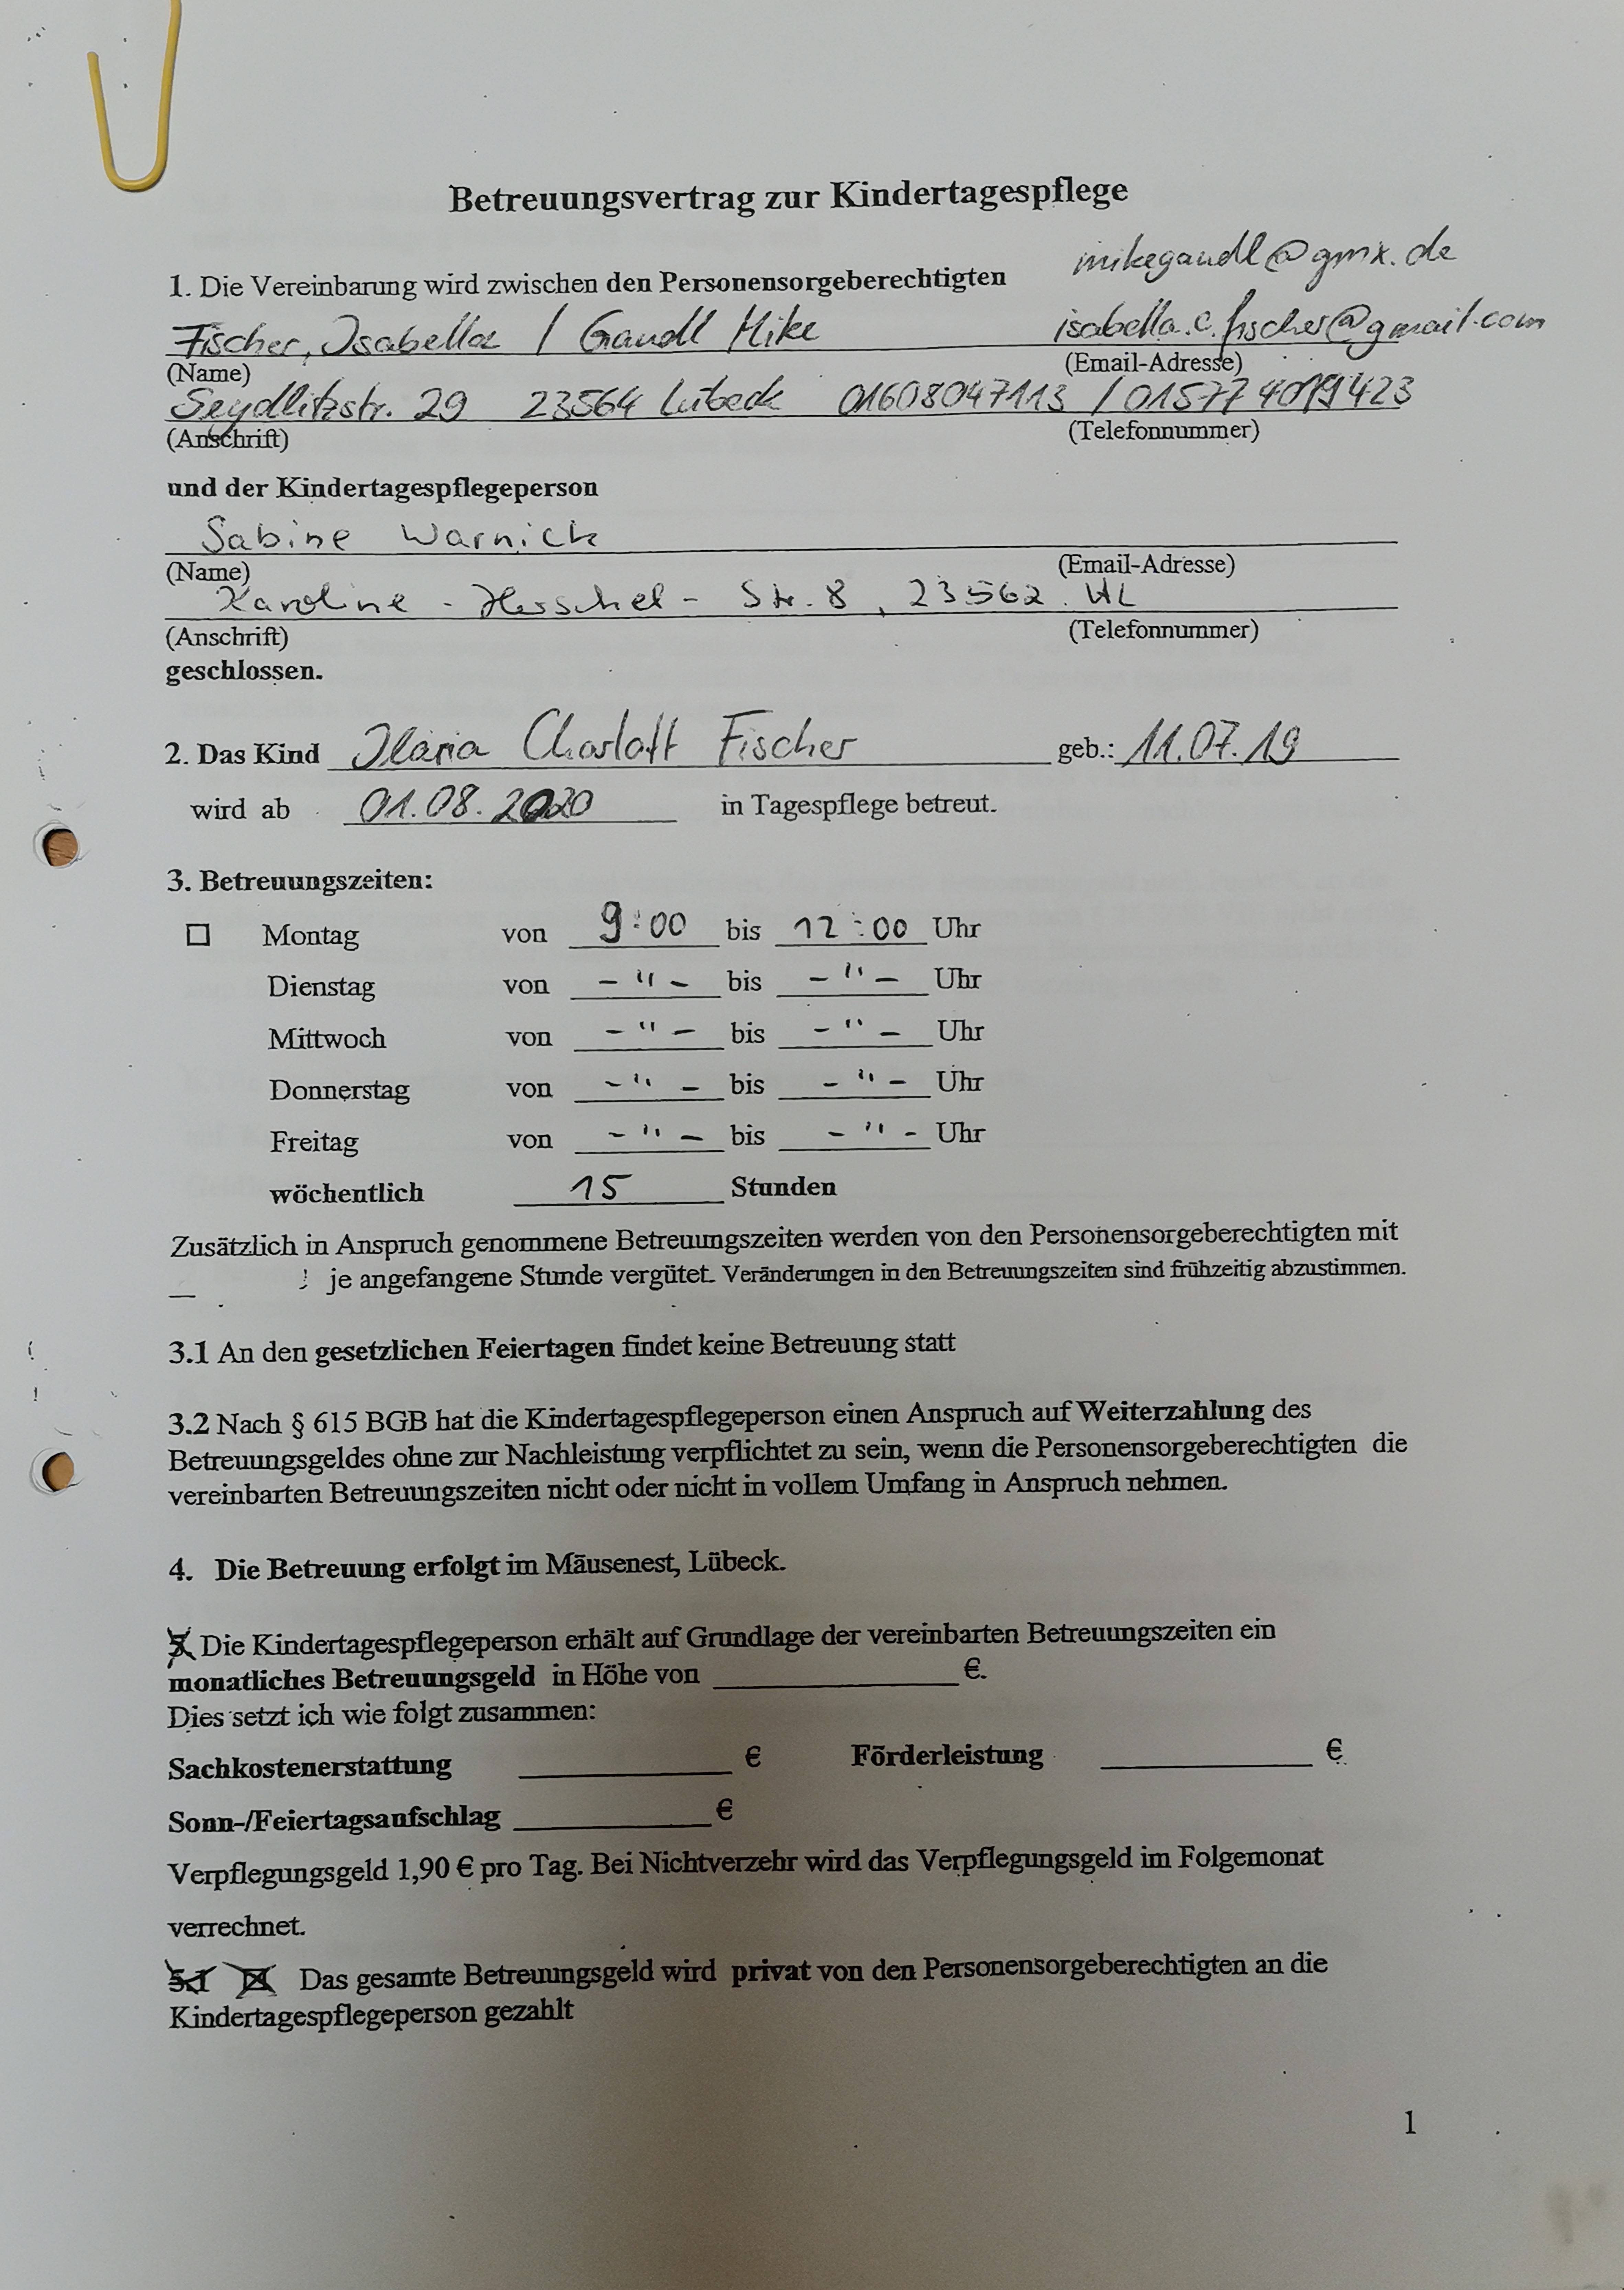 Betreuungsvertrag zur Kindertagespflege
mikegandl@gmx.de
1. Die Vereinbarung wird zwischen den Personensorgeberechtigten
Fischer, Isabella / Gandl Mike isabella.c.fischer@gmail.com
(Name) (Email-Adresse)
Seydlitzstr. 29 23564 Lübeck 01608047113 / 015774019423
(Anschrift) (Telefonnummer)
und der Kindertagespflegeperson
Sabine Warnick
(Name) (Email-Adresse)
Karoline - Herschel - Str. 8, 23562 HL
(Anschrift) (Telefonnummer)
geschlossen.
2. Das Kind Ilaria Charlott Fischer geb.: 11.07.19
wird ab 01.08.2020 in Tagespflege betreut.
3. Betreuungszeiten:
☐ Montag von 9:00 bis 12:00 Uhr
Dienstag von - " - bis - " - Uhr
Mittwoch von - " - bis - " - Uhr
Donnerstag von - " - bis - " - Uhr
Freitag von - " - bis - " - Uhr
wöchentlich 15 Stunden
Zusätzlich in Anspruch genommene Betreuungszeiten werden von den Personensorgeberechtigten mit
je angefangene Stunde vergütet. Veränderungen in den Betreuungszeiten sind frühzeitig abzustimmen.
3.1 An den gesetzlichen Feiertagen findet keine Betreuung statt
3.2 Nach § 615 BGB hat die Kindertagespflegeperson einen Anspruch auf Weiterzahlung des
Betreuungsgeldes ohne zur Nachleistung verpflichtet zu sein, wenn die Personensorgeberechtigten die
vereinbarten Betreuungszeiten nicht oder nicht in vollem Umfang in Anspruch nehmen.
4. Die Betreuung erfolgt im Mäusenest, Lübeck.
5. Die Kindertagespflegeperson erhält auf Grundlage der vereinbarten Betreuungszeiten ein
monatliches Betreuungsgeld in Höhe von ____ €.
Dies setzt ich wie folgt zusammen:
Sachkostenerstattung ____ € Förderleistung ____ €
Sonn-/Feiertagsaufschlag ____ €
Verpflegungsgeld 1,90 € pro Tag. Bei Nichtverzehr wird das Verpflegungsgeld im Folgemonat
verrechnet.
5.1 ☒ Das gesamte Betreuungsgeld wird privat von den Personensorgeberechtigten an die
Kindertagespflegeperson gezahlt
1